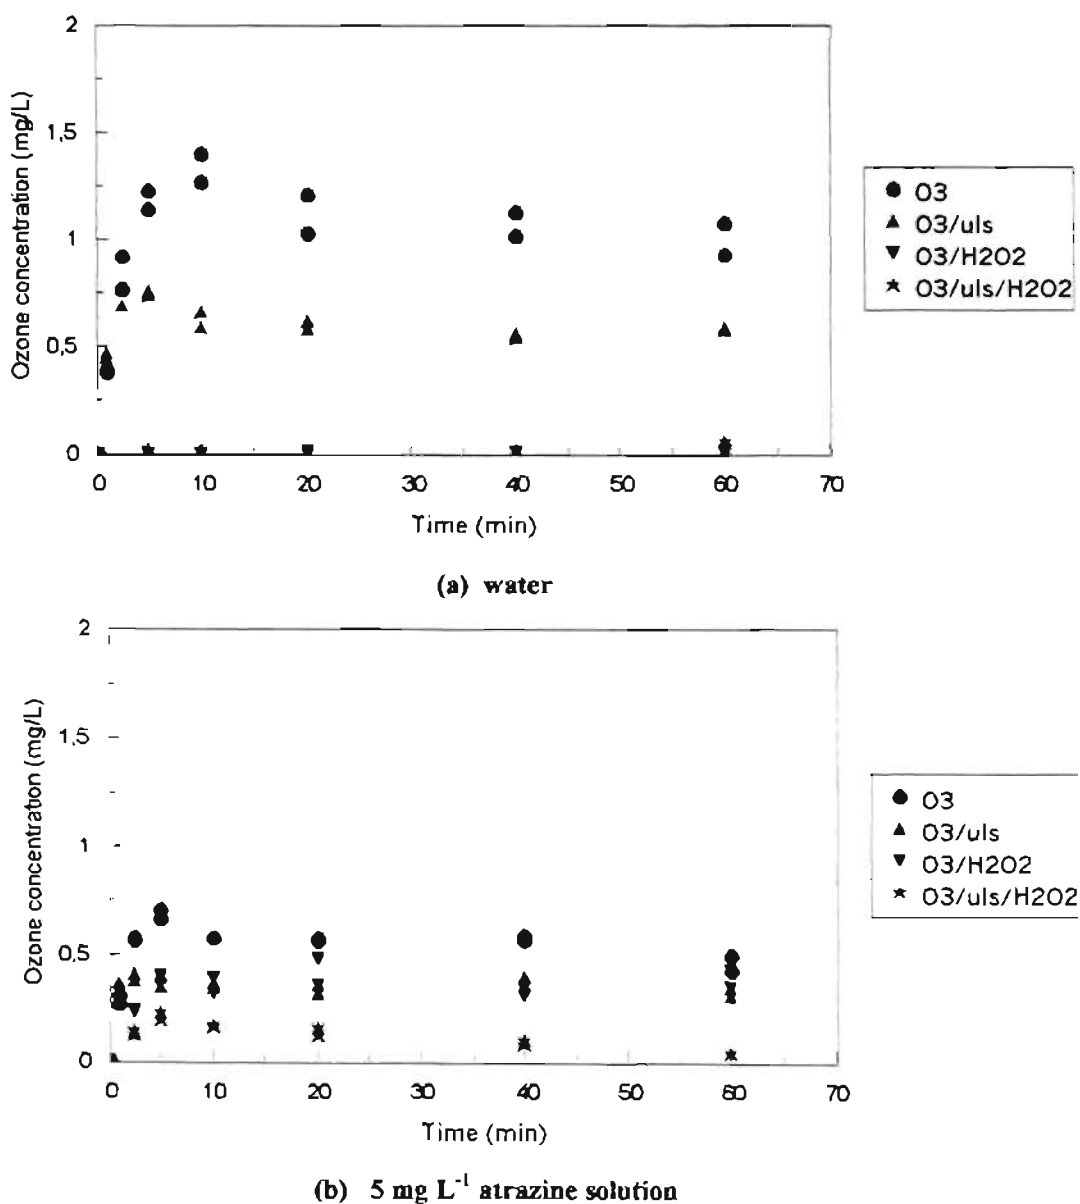 2
1,5
1
0,5
0
Ozone concentration (mg/L)
0 10 20 30 40 50 60 70
Time (min)
O3
O3/uls
O3/H2O2
O3/uls/H2O2
(a) water
2
1,5
1
0,5
0
Ozone concentration (mg/L)
0 10 20 30 40 50 60 70
Time (min)
O3
O3/uls
O3/H2O2
O3/uls/H2O2
(b) 5 mg L⁻¹ atrazine solution